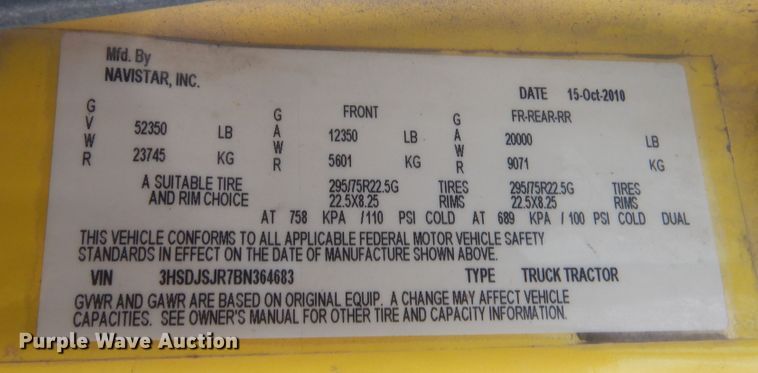 Mfd. By
NAVISTAR, INC.
DATE 15-Oct-2010
GVWR 52350 LB 23745 KG
GAWR FRONT 12350 LB 5601 KG
GAWR FR-REAR-RR 20000 LB 9071 KG
A SUITABLE TIRE 295/75R22.5G TIRES 295/75R22.5G TIRES
AND RIM CHOICE 22.5X8.25 RIMS 22.5X8.25 RIMS
AT 758 KPA /110 PSI COLD AT 689 KPA / 100 PSI COLD DUAL
THIS VEHICLE CONFORMS TO ALL APPLICABLE FEDERAL MOTOR VEHICLE SAFETY
STANDARDS IN EFFECT ON THE DATE OF MANUFACTURE SHOWN ABOVE.
VIN 3HSDJSJR7BN364683 TYPE TRUCK TRACTOR
GVWR AND GAWR ARE BASED ON ORIGINAL EQUIP. A CHANGE MAY AFFECT VEHICLE
CAPACITIES. SEE OWNER'S MANUAL FOR OTHER TIRE AND CAPACITY INFORMATION.
Purple Wave Auction